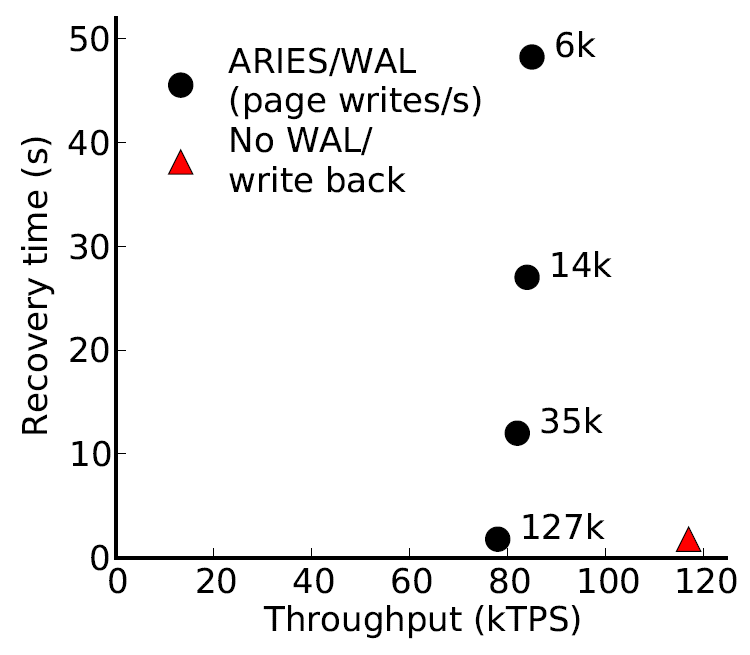 50
40
30
20
10
0
Recovery time (s)
ARIES/WAL
(page writes/s)
No WAL/
write back
6k
14k
35k
127k
0 20 40 60 80 100 120
Throughput (kTPS)